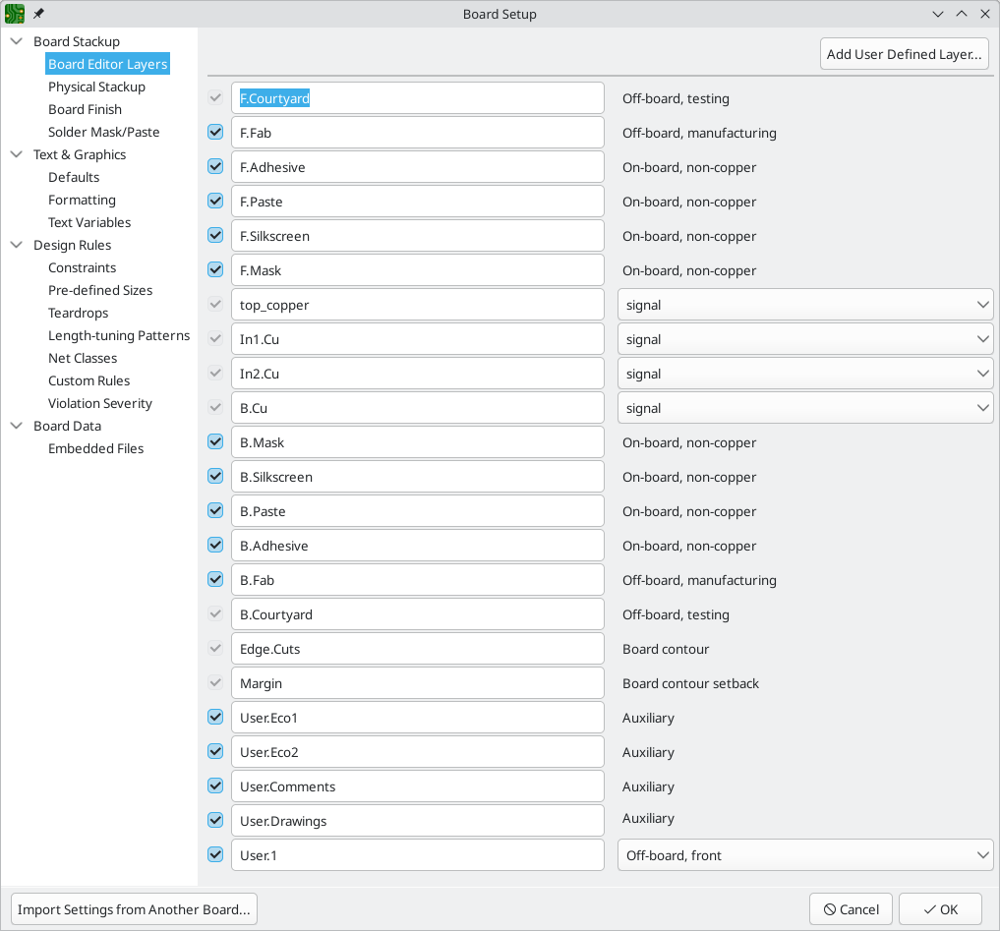 Board Setup
Board Stackup
Board Editor Layers
Physical Stackup
Board Finish
Solder Mask/Paste
Text & Graphics
Defaults
Formatting
Text Variables
Design Rules
Constraints
Pre-defined Sizes
Teardrops
Length-tuning Patterns
Net Classes
Custom Rules
Violation Severity
Board Data
Embedded Files
Add User Defined Layer...
F.Courtyard Off-board, testing
F.Fab Off-board, manufacturing
F.Adhesive On-board, non-copper
F.Paste On-board, non-copper
F.Silkscreen On-board, non-copper
F.Mask On-board, non-copper
top_copper signal
In1.Cu signal
In2.Cu signal
B.Cu signal
B.Mask On-board, non-copper
B.Silkscreen On-board, non-copper
B.Paste On-board, non-copper
B.Adhesive On-board, non-copper
B.Fab Off-board, manufacturing
B.Courtyard Off-board, testing
Edge.Cuts Board contour
Margin Board contour setback
User.Eco1 Auxiliary
User.Eco2 Auxiliary
User.Comments Auxiliary
User.Drawings Auxiliary
User.1 Off-board, front
Import Settings from Another Board... Cancel OK